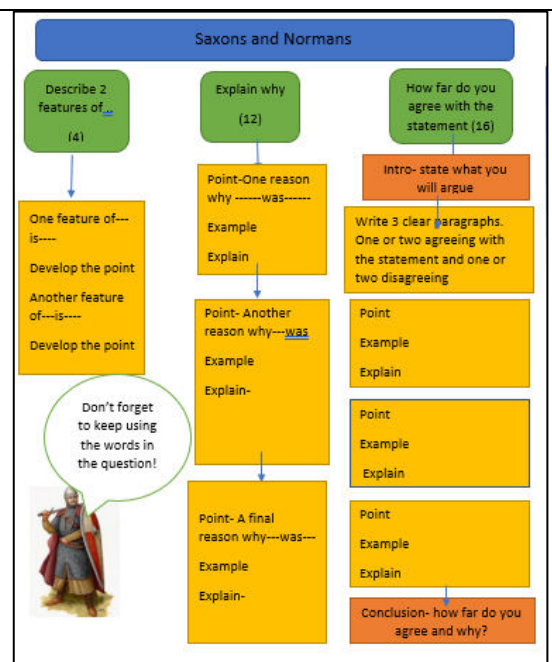 Saxons and Normans
Describe 2
features of...
(4)
One feature of---
is----
Develop the point
Another feature
of---is----
Develop the point
Don't forget
to keep using
the words in
the question!
Explain why
(12)
Point-One reason
why ------was------
Example
Explain
Point- Another
reason why---was
Example
Explain-
Point- A final
reason why---was---
Example
Explain-
How far do you
agree with the
statement (16)
Intro- state what you
will argue
Write 3 clear paragraphs.
One or two agreeing with
the statement and one or
two disagreeing
Point
Example
Explain
Point
Example
Explain
Point
Example
Explain
Conclusion- how far do you
agree and why?